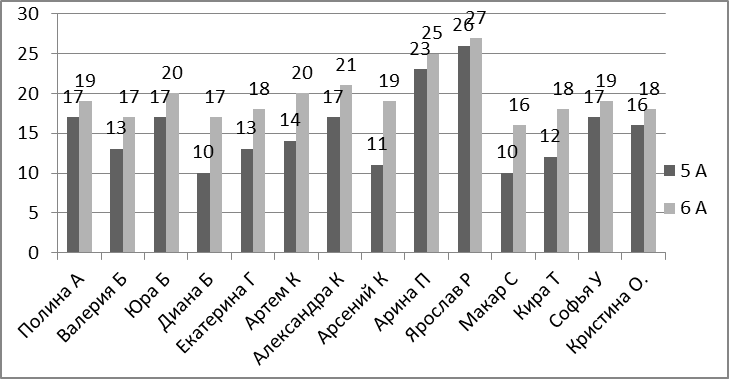 30
25
20
15
10
5
0
17 19 13 17 17 20 10 17 13 18 14 20 17 21 11 19 23 25 26 27 10 16 12 18 17 19 16 18
5 А
6 А
Полина А
Валерия Б
Юра Б
Диана Б
Екатерина Г
Артем К
Александра К
Арсений К
Арина П
Ярослав Р
Макар С
Кира Т
Софья У
Кристина О.